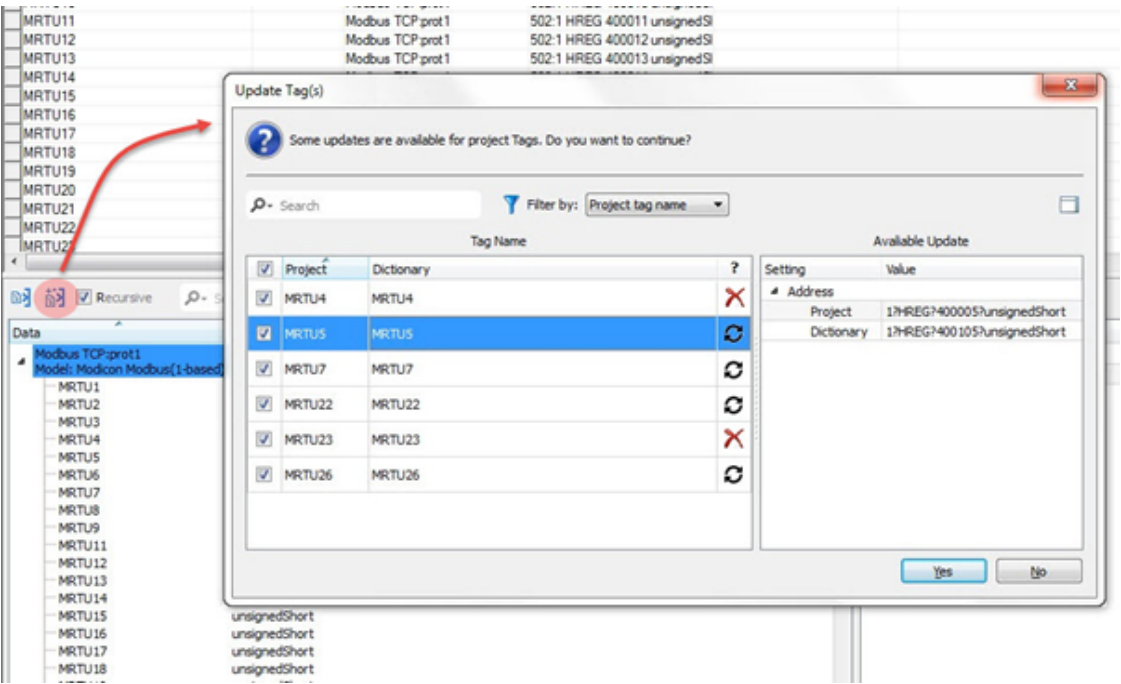 MRTU11 Modbus TCP:prot1 502:1 HREG 400011 unsignedSl
MRTU12 Modbus TCP:prot1 502:1 HREG 400012 unsignedSl
MRTU13 Modbus TCP:prot1 502:1 HREG 400013 unsignedSl
MRTU14
MRTU15
MRTU16
MRTU17
MRTU18
MRTU19
MRTU20
MRTU21
MRTU22
Update Tag(s)
Some updates are available for project Tags. Do you want to continue?
Search Filter by: Project tag name
Tag Name Available Update
Project Dictionary ? Setting Value
MRTU4 MRTU4
MRTU5 MRTU5
MRTU7 MRTU7
MRTU22 MRTU22
MRTU23 MRTU23
MRTU26 MRTU26
Address
Project 1?HREG?400005?unsignedShort
Dictionary 1?HREG?400105?unsignedShort
Yes No
Recursive
Data
Modbus TCP:prot1
Model: Modicon Modbus(1-based)
MRTU1
MRTU2
MRTU3
MRTU4
MRTU5
MRTU6
MRTU7
MRTU8
MRTU9
MRTU11
MRTU12
MRTU13
MRTU14
MRTU15 unsignedShort
MRTU16 unsignedShort
MRTU17 unsignedShort
MRTU18 unsignedShort